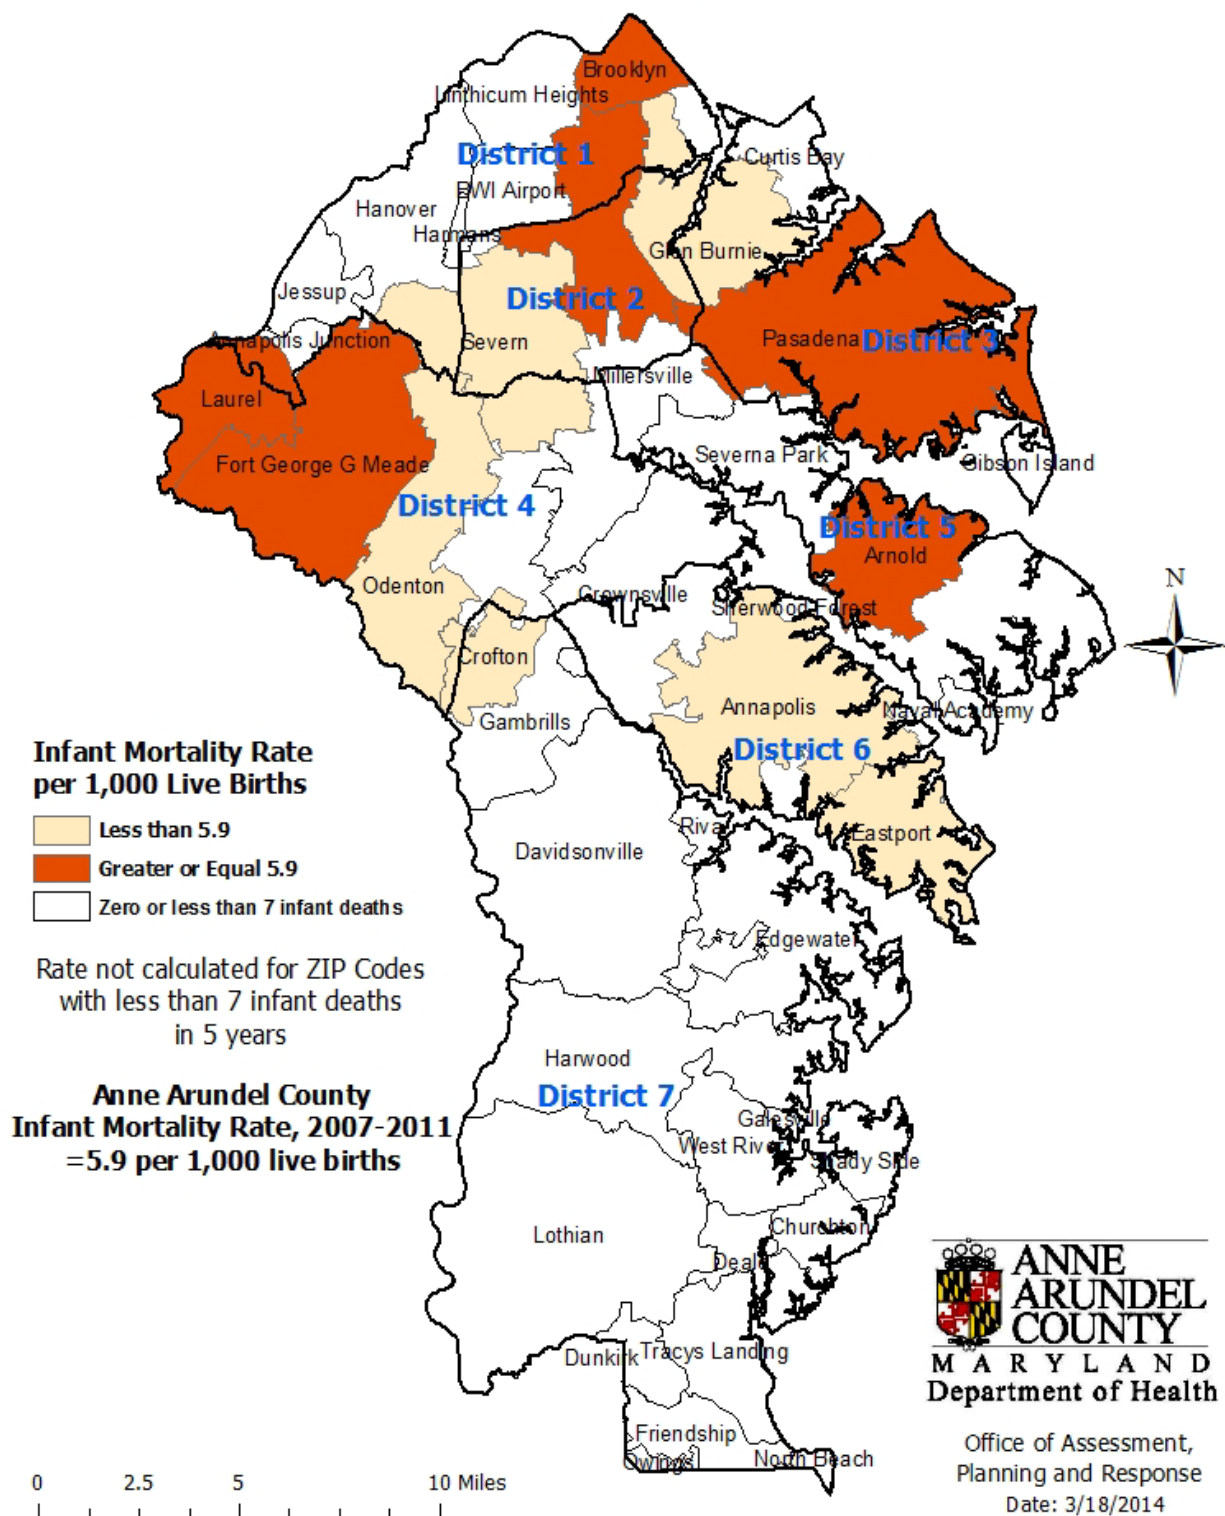 Brooklyn
Linthicum Heights
District 1
Curtis Bay
BWI Airport
Hanover
Harmans
Glen Burnie
Jessup
District 2
Annapolis Junction
Severn
Pasadena
District 3
Millersville
Laurel
Severna Park
Fort George G Meade
Gibson Island
District 4
District 5
Arnold
Odenton
Crownsville
Sherwood Forest
N
Crofton
Annapolis
Naval Academy
Gambrills
District 6
Infant Mortality Rate
per 1,000 Live Births
Less than 5.9
Greater or Equal 5.9
Zero or less than 7 infant deaths
Riva
Eastport
Davidsonville
Edgewater
Rate not calculated for ZIP Codes
with less than 7 infant deaths
in 5 years
Harwood
District 7
Anne Arundel County
Infant Mortality Rate, 2007-2011
=5.9 per 1,000 live births
Galesville
West River
Shady Side
Churchton
Lothian
Deale
Dunkirk
Tracys Landing
Friendship
Owings
North Beach
ANNE
ARUNDEL
COUNTY
MARYLAND
Department of Health
Office of Assessment,
Planning and Response
Date: 3/18/2014
0 2.5 5 10 Miles